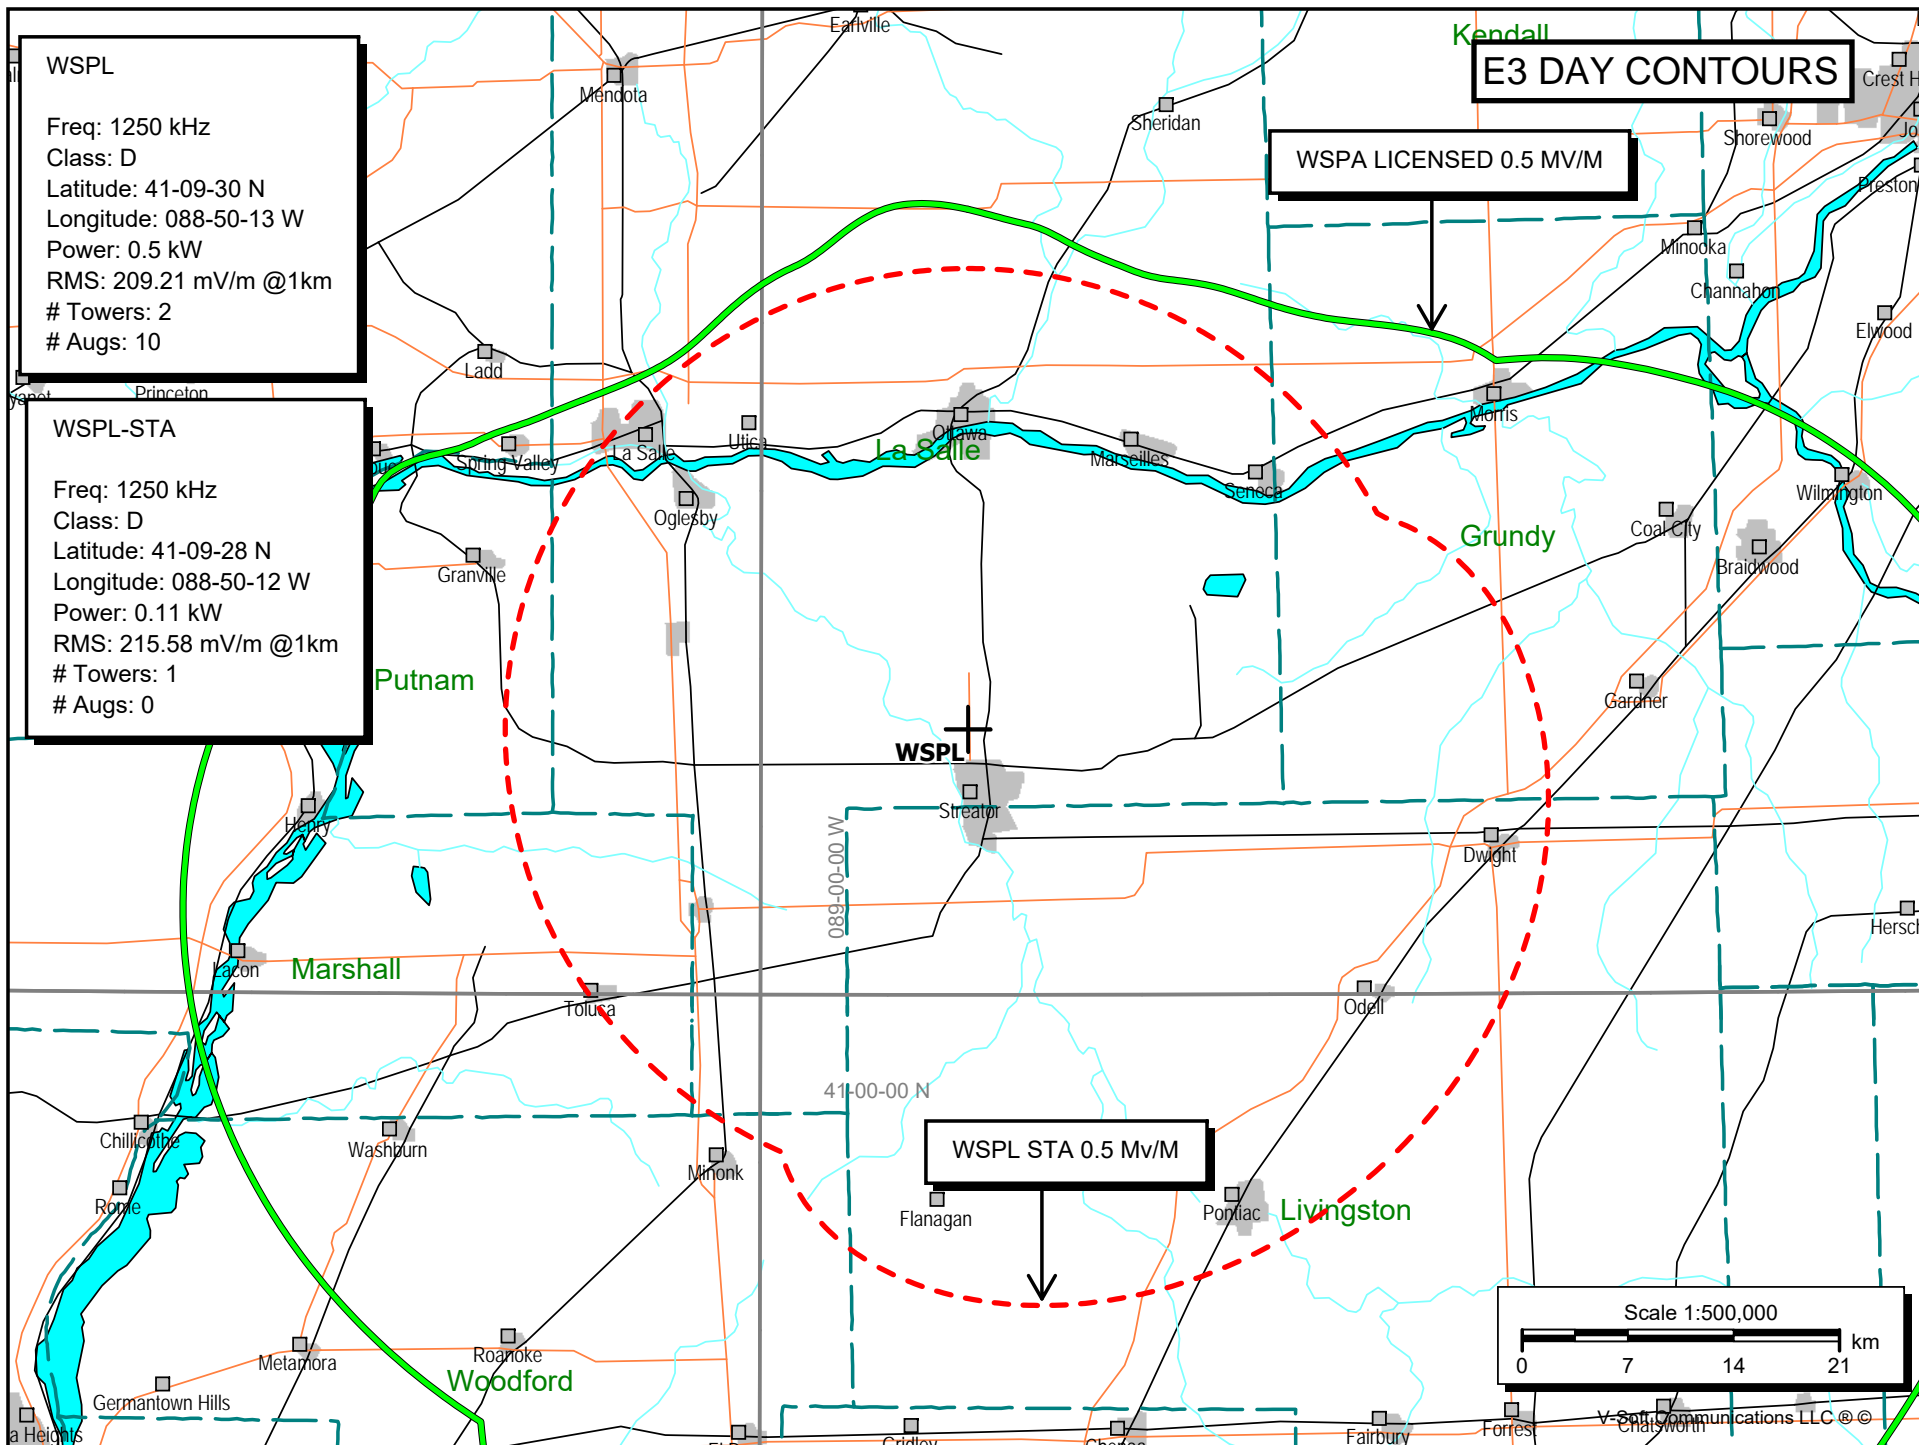 WSPL
Freq: 1250 kHz
Class: D
Latitude: 41-09-30 N
Longitude: 088-50-13 W
Power: 0.5 kW
RMS: 209.21 mV/m @1km
# Towers: 2
# Augs: 10
WSPL-STA
Freq: 1250 kHz
Class: D
Latitude: 41-09-28 N
Longitude: 088-50-12 W
Power: 0.11 kW
RMS: 215.58 mV/m @1km
# Towers: 1
# Augs: 0
E3 DAY CONTOURS
WSPA LICENSED 0.5 MV/M
WSPL STA 0.5 Mv/M
Earlville
Kendall
Mendota
Sheridan
Crest H
Shorewood
Jo
Preston
Minooka
Channahon
Elwood
Ladd
Princeton
yanet
Morris
Utica
Ottawa
La Salle
La Salle
Marseilles
Spring Valley
Seneca
Wilmington
Oglesby
Coal City
Grundy
Braidwood
Granville
Putnam
Gardner
WSPL
Streator
Henry
089-00-00 W
Dwight
Hersch
Lacon
Marshall
Toluca
Odell
41-00-00 N
Chillicothe
Washburn
Minonk
Rome
Flanagan
Pontiac
Livingston
Scale 1:500,000
km
0 7 14 21
Metamora
Roanoke
Woodford
Germantown Hills
a Heights
Gridley
Fairbury
Forrest
Chatsworth
V-Soft Communications LLC ® ©